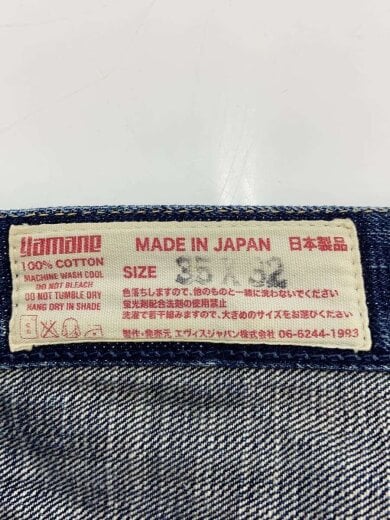 yamane
100% COTTON
MACHINE WASH COOL
DO NOT BLEACH
DO NOT TUMBLE DRY
HANG DRY IN SHADE
MADE IN JAPAN 日本製品
SIZE 35 X 32
色落ちしますので、他のものと一緒に洗わないでください
蛍光剤配合洗剤の使用禁止
洗濯で若干縮みますので、大きめのサイズをお選びください
製作・発売元 エヴィスジャパン株式会社 06-6244-1993